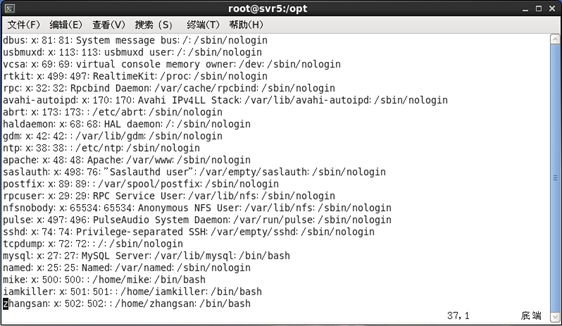 root@svr5:/opt
文件(F) 编辑(E) 查看(V) 搜索 (S) 终端(T) 帮助(H)
dbus:x:81:81:System message bus:/:/sbin/nologin
usbmuxd:x:113:113:usbmuxd user:/:/sbin/nologin
vcsa:x:69:69:virtual console memory owner:/dev:/sbin/nologin
rtkit:x:499:497:RealtimeKit:/proc:/sbin/nologin
rpc:x:32:32:Rpcbind Daemon:/var/cache/rpcbind:/sbin/nologin
avahi-autoipd:x:170:170:Avahi IPv4LL Stack:/var/lib/avahi-autoipd:/sbin/nologin
abrt:x:173:173::/etc/abrt:/sbin/nologin
haldaemon:x:68:68:HAL daemon:/:/sbin/nologin
gdm:x:42:42::/var/lib/gdm:/sbin/nologin
ntp:x:38:38::/etc/ntp:/sbin/nologin
apache:x:48:48:Apache:/var/www:/sbin/nologin
saslauth:x:498:76:"Saslauthd user":/var/empty/saslauth:/sbin/nologin
postfix:x:89:89::/var/spool/postfix:/sbin/nologin
rpcuser:x:29:29:RPC Service User:/var/lib/nfs:/sbin/nologin
nfsnobody:x:65534:65534:Anonymous NFS User:/var/lib/nfs:/sbin/nologin
pulse:x:497:496:PulseAudio System Daemon:/var/run/pulse:/sbin/nologin
sshd:x:74:74:Privilege-separated SSH:/var/empty/sshd:/sbin/nologin
tcpdump:x:72:72::/:/sbin/nologin
mysql:x:27:27:MySQL Server:/var/lib/mysql:/bin/bash
named:x:25:25:Named:/var/named:/sbin/nologin
mike:x:500:500::/home/mike:/bin/bash
iamkiller:x:501:501::/home/iamkiller:/bin/bash
zhangsan:x:502:502::/home/zhangsan:/bin/bash
37,1 底端